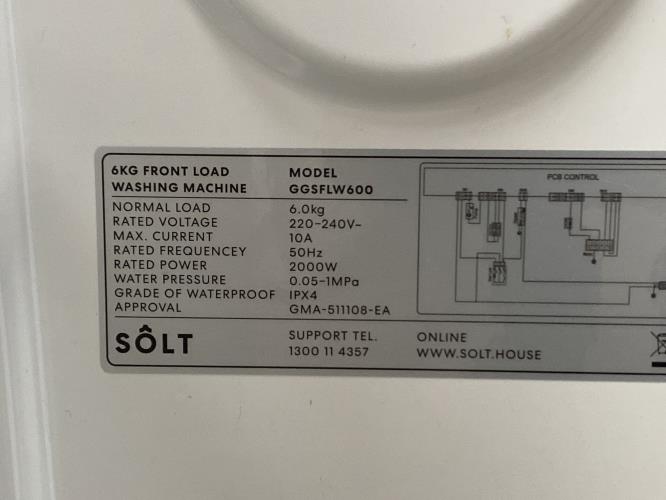 6KG FRONT LOAD WASHING MACHINE
MODEL GGSFLW600
NORMAL LOAD 6.0kg
RATED VOLTAGE 220-240V~
MAX. CURRENT 10A
RATED FREQUENCEY 50Hz
RATED POWER 2000W
WATER PRESSURE 0.05-1MPa
GRADE OF WATERPROOF IPX4
APPROVAL GMA-511108-EA
PCB CONTROL
SÔLT
SUPPORT TEL.
1300 11 4357
ONLINE
WWW.SOLT.HOUSE